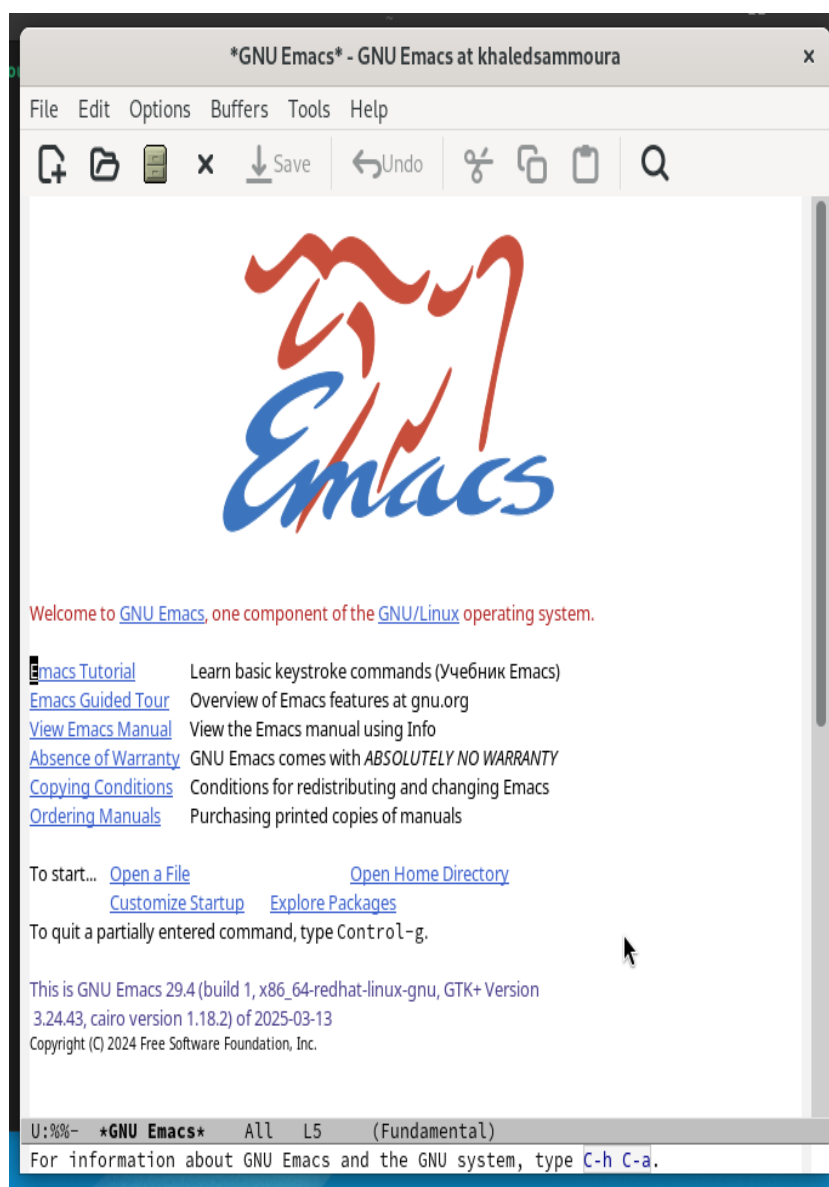 *GNU Emacs* - GNU Emacs at khaledsammoura
File Edit Options Buffers Tools Help
Save Undo
Emacs
Welcome to GNU Emacs, one component of the GNU/Linux operating system.
Emacs Tutorial Learn basic keystroke commands (Учебник Emacs)
Emacs Guided Tour Overview of Emacs features at gnu.org
View Emacs Manual View the Emacs manual using Info
Absence of Warranty GNU Emacs comes with ABSOLUTELY NO WARRANTY
Copying Conditions Conditions for redistributing and changing Emacs
Ordering Manuals Purchasing printed copies of manuals
To start... Open a File Open Home Directory
Customize Startup Explore Packages
To quit a partially entered command, type Control-g.
This is GNU Emacs 29.4 (build 1, x86_64-redhat-linux-gnu, GTK+ Version
3.24.43, cairo version 1.18.2) of 2025-03-13
Copyright (C) 2024 Free Software Foundation, Inc.
U:%%- *GNU Emacs* All L5 (Fundamental)
For information about GNU Emacs and the GNU system, type C-h C-a.